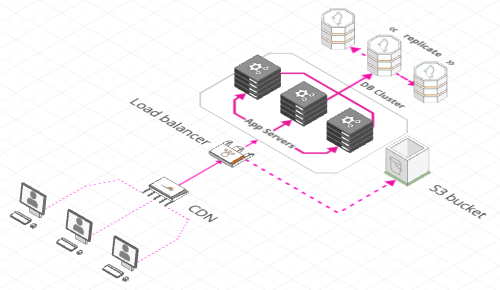 « replicate »
DB Cluster
App Servers
Load balancer
S3 bucket
CDN